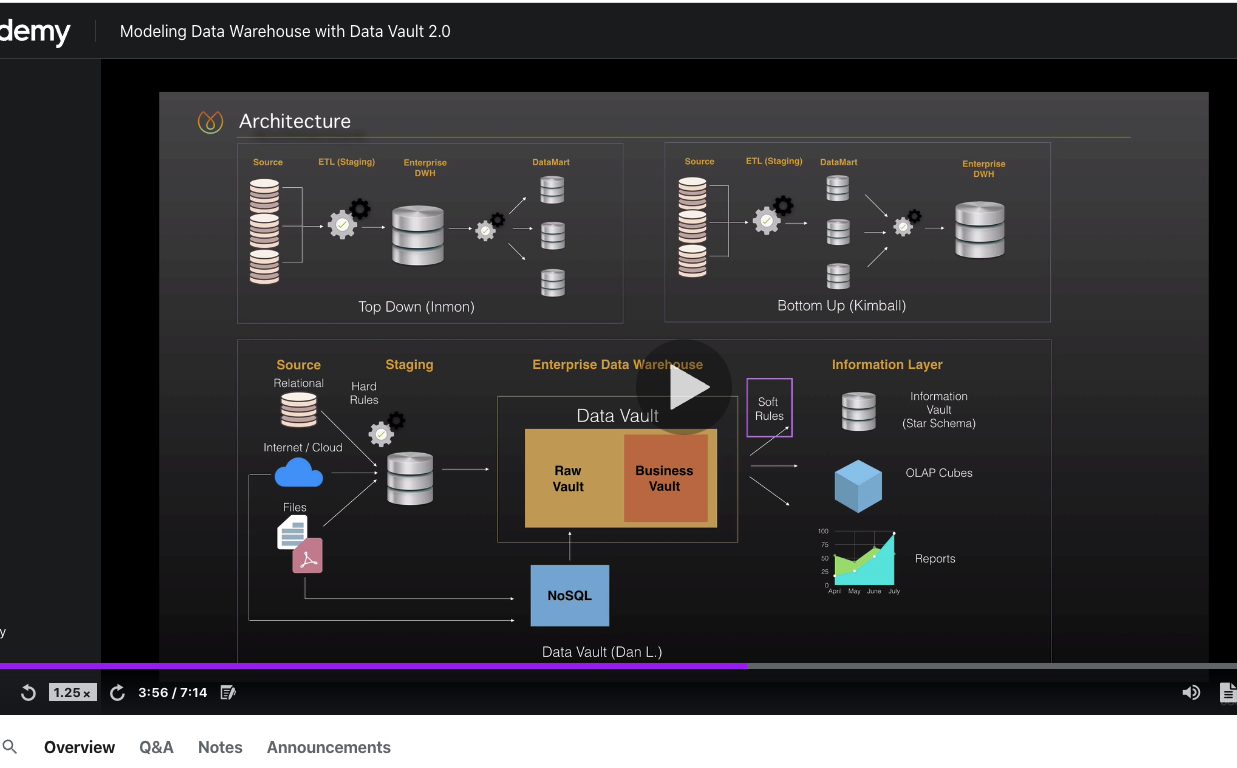 demy
Modeling Data Warehouse with Data Vault 2.0
Architecture
Source
ETL (Staging)
Enterprise
DWH
DataMart
Top Down (Inmon)
Source
ETL (Staging)
DataMart
Enterprise
DWH
Bottom Up (Kimball)
Source
Staging
Enterprise Data Warehouse
Information Layer
Relational
Hard
Rules
Internet / Cloud
Files
Data Vault
Raw
Vault
Business
Vault
NoSQL
Soft
Rules
Information
Vault
(Star Schema)
OLAP Cubes
100
75
50
25
0
April May June July
Reports
Data Vault (Dan L.)
y
1.25 x
3:56 / 7:14
Overview
Q&A
Notes
Announcements